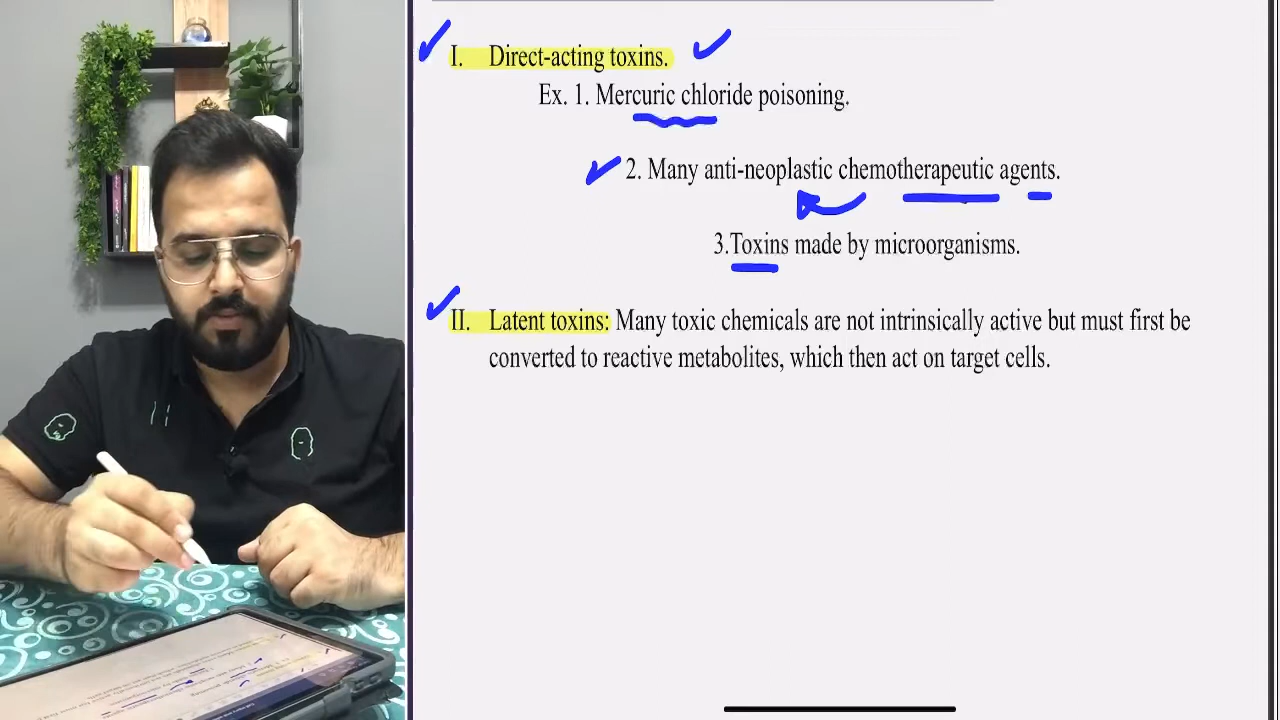 I. Direct-acting toxins.
Ex. 1. Mercuric chloride poisoning.
2. Many anti-neoplastic chemotherapeutic agents.
3.Toxins made by microorganisms.
II. Latent toxins: Many toxic chemicals are not intrinsically active but must first be
converted to reactive metabolites, which then act on target cells.